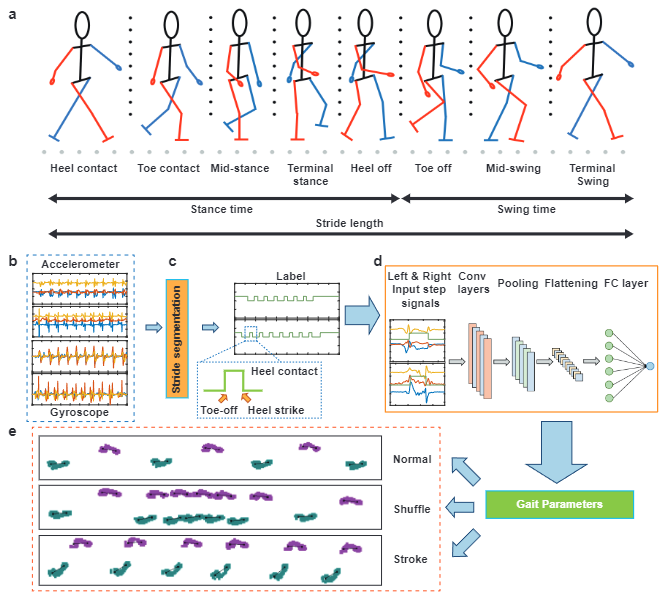 a
Heel contact
Toe contact
Mid-stance
Terminal
stance
Heel off
Toe off
Mid-swing
Terminal
Swing
Stance time
Swing time
Stride length
b
Accelerometer
Gyroscope
c
Stride segmentation
Label
Heel contact
Toe-off
Heel strike
d
Left & Right
Input step
signals
Conv
layers
Pooling
Flattening
FC layer
e
Normal
Shuffle
Stroke
Gait Parameters